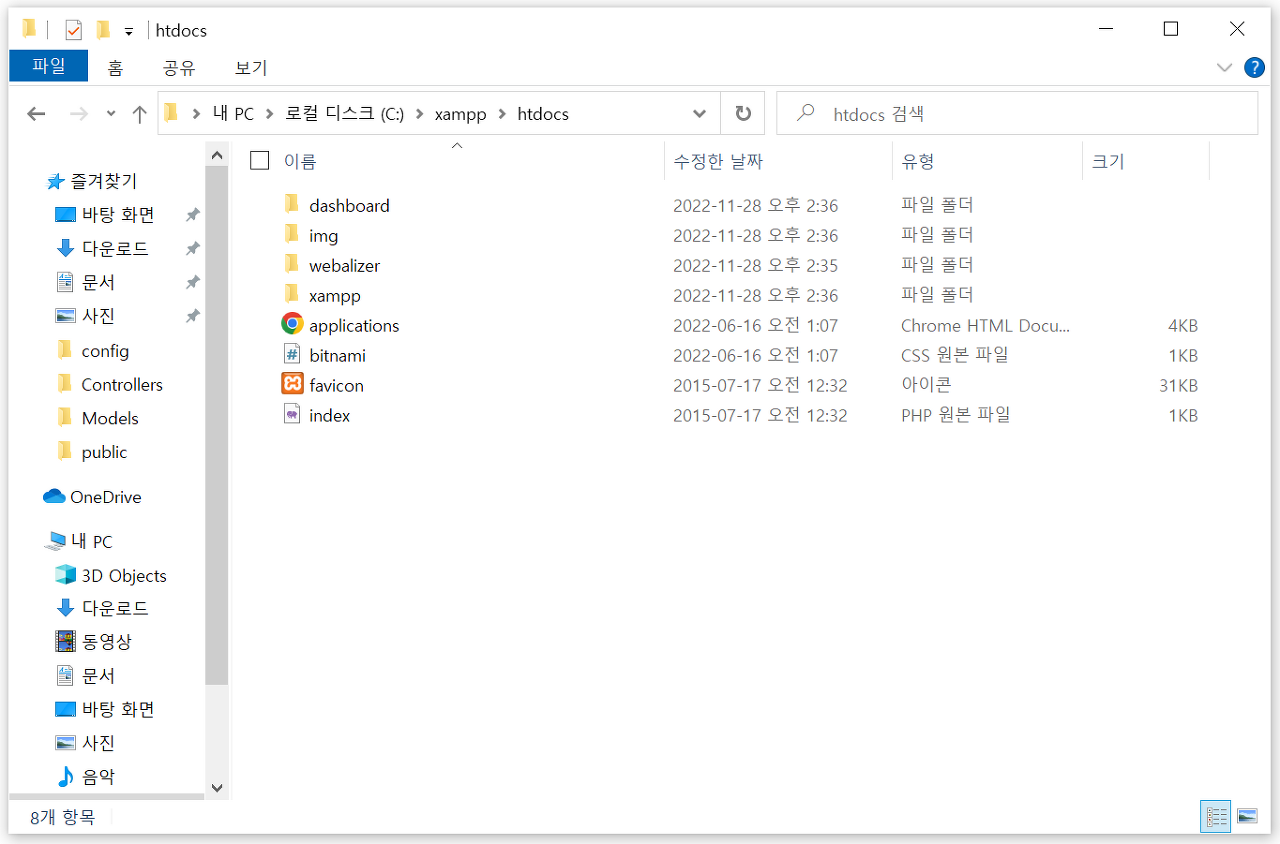 htdocs
파일 홈 공유 보기
내 PC 로컬 디스크 (C:) xampp htdocs htdocs 검색
이름 수정한 날짜 유형 크기
즐겨찾기
바탕 화면
다운로드
문서
사진
config
Controllers
Models
public
OneDrive
내 PC
3D Objects
다운로드
동영상
문서
바탕 화면
사진
음악
dashboard 2022-11-28 오후 2:36 파일 폴더
img 2022-11-28 오후 2:36 파일 폴더
webalizer 2022-11-28 오후 2:35 파일 폴더
xampp 2022-11-28 오후 2:36 파일 폴더
applications 2022-06-16 오전 1:07 Chrome HTML Docu... 4KB
bitnami 2022-06-16 오전 1:07 CSS 원본 파일 1KB
favicon 2015-07-17 오전 12:32 아이콘 31KB
index 2015-07-17 오전 12:32 PHP 원본 파일 1KB
8개 항목